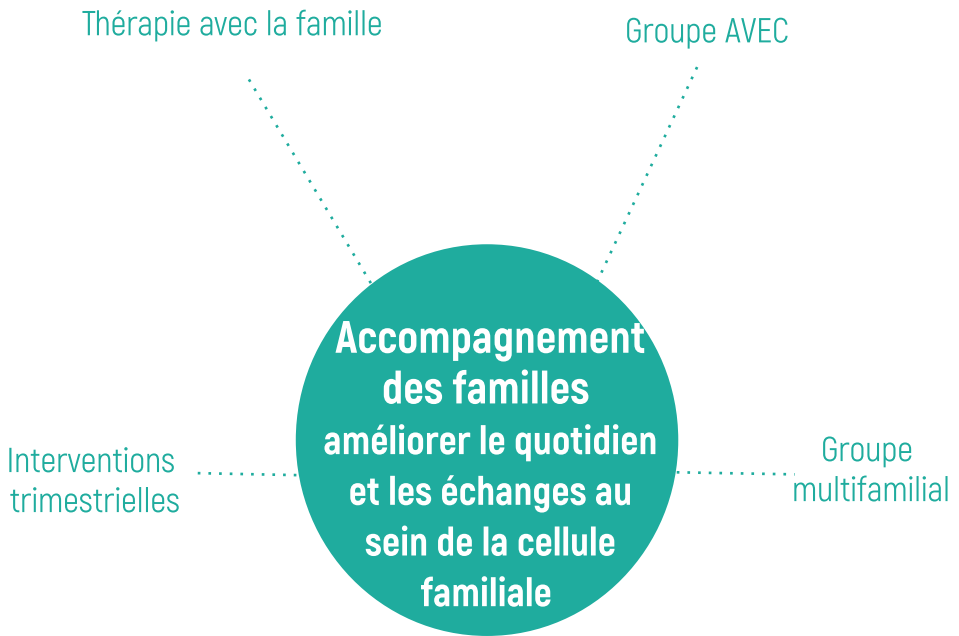 Thérapie avec la famille
Groupe AVEC
Accompagnement
des familles
améliorer le quotidien
et les échanges au
sein de la cellule
familiale
Interventions
trimestrielles
Groupe
multifamilial